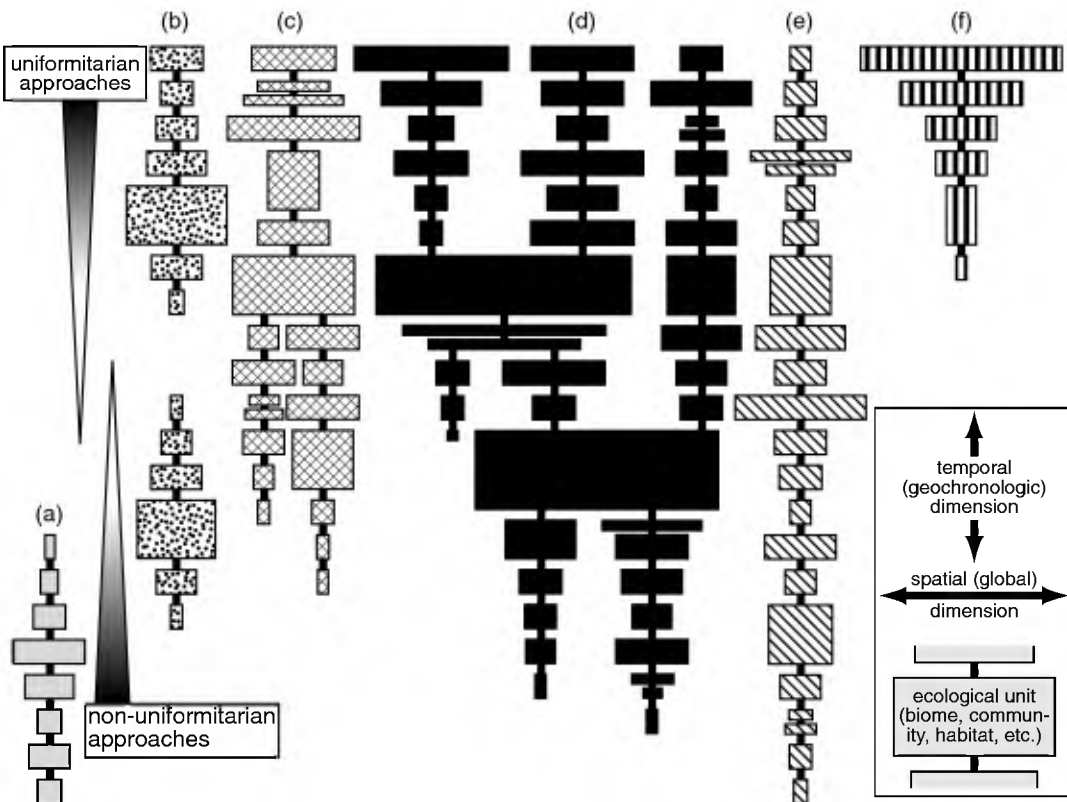 (b)
(c)
(d)
(e)
(f)
uniformitarian
approaches
(a)
non-uniformitarian
approaches
temporal
(geochronologic)
dimension
spatial (global)
dimension
ecological unit
(biome, commun-
ity, habitat, etc.)